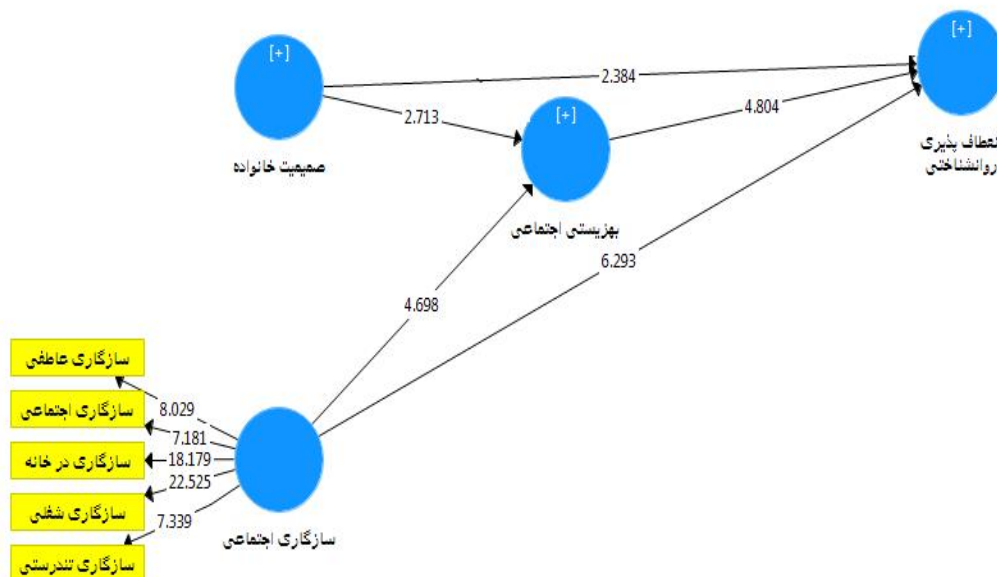 [+]
[+]
2.384
2.713
[+]
4.804
صمیمیت خانواده
نعطاف پذیری
روانشناختی
بهزیستی اجتماعی
6.293
4.698
سازگاری عاطفی
8.029
سازگاری اجتماعی
7.181
سازگاری در خانه
18.179
22.525
سازگاری شغلی
7.339
سازگاری تندرستی
سازگاری اجتماعی